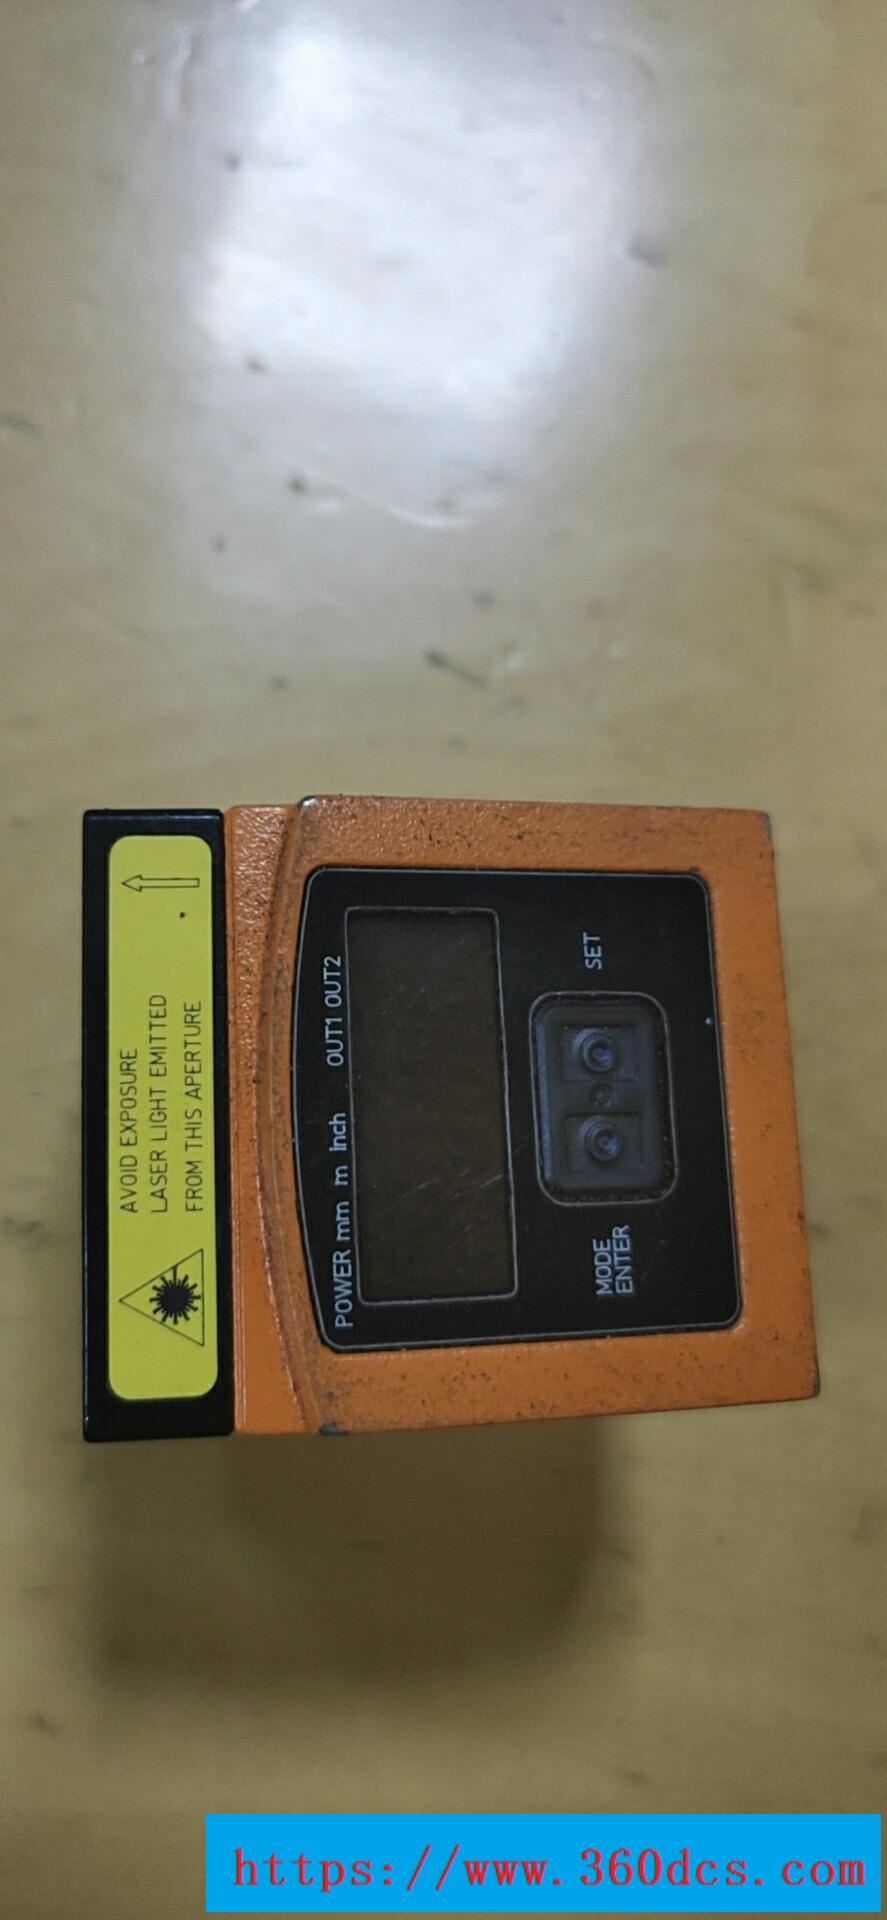 AVOID EXPOSURE
LASER LIGHT EMITTED
FROM THIS APERTURE
POWER mm m inch OUT1 OUT2
MODE
ENTER
SET
https://www.360dcs.com